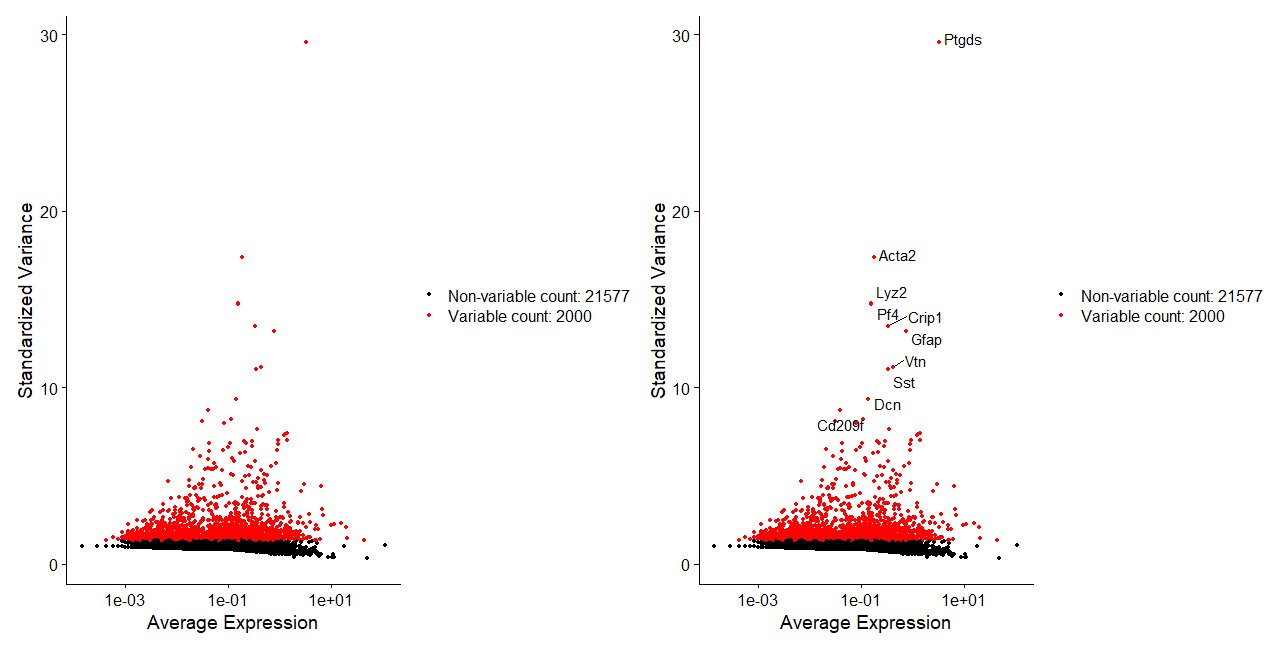 30
20
10
0
Standardized Variance
1e-03
1e-01
1e+01
Average Expression
Non-variable count: 21577
Variable count: 2000
30
20
10
0
Standardized Variance
Ptgds
Acta2
Lyz2
Pf4
Crip1
Gfap
Vtn
Sst
Dcn
Cd209f
1e-03
1e-01
1e+01
Average Expression
Non-variable count: 21577
Variable count: 2000